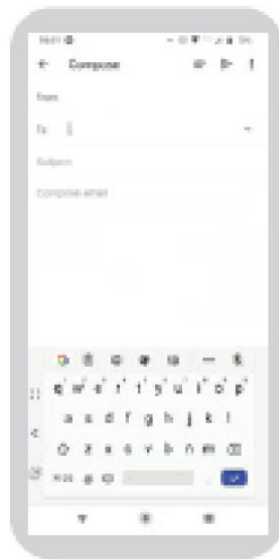 Compose
From
To
Subject
Compose email
q w e r t y u i o p
a s d f g h j k l
z x c v b n m